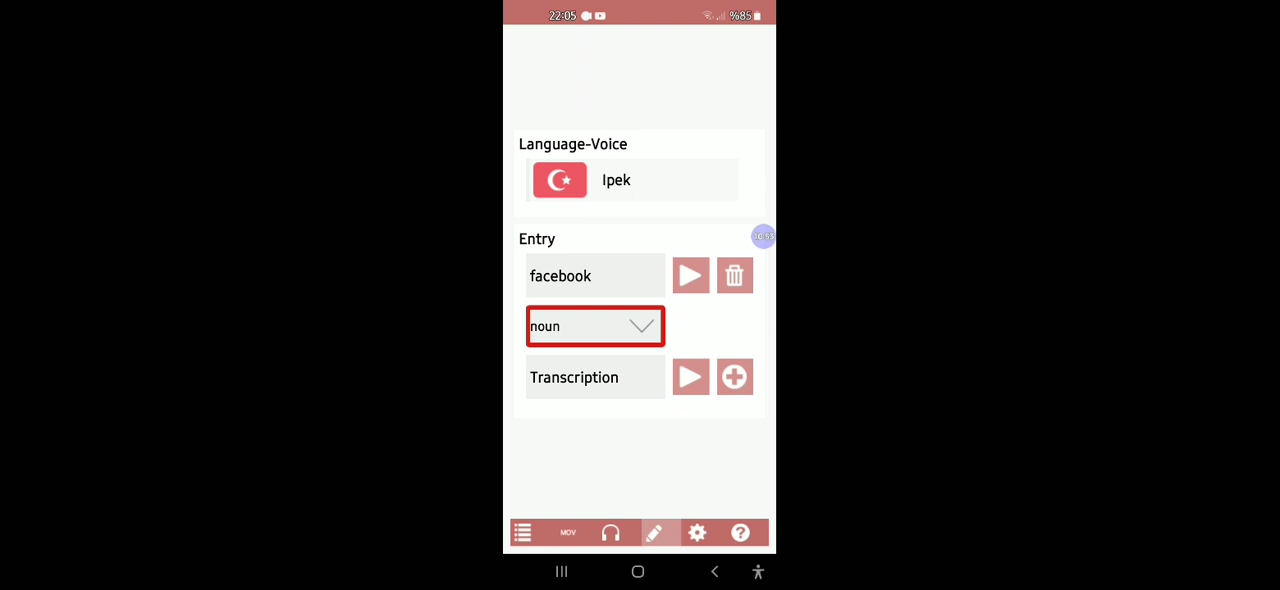 22:05 %85
Language-Voice
Ipek
Entry
facebook
noun
Transcription
MOV